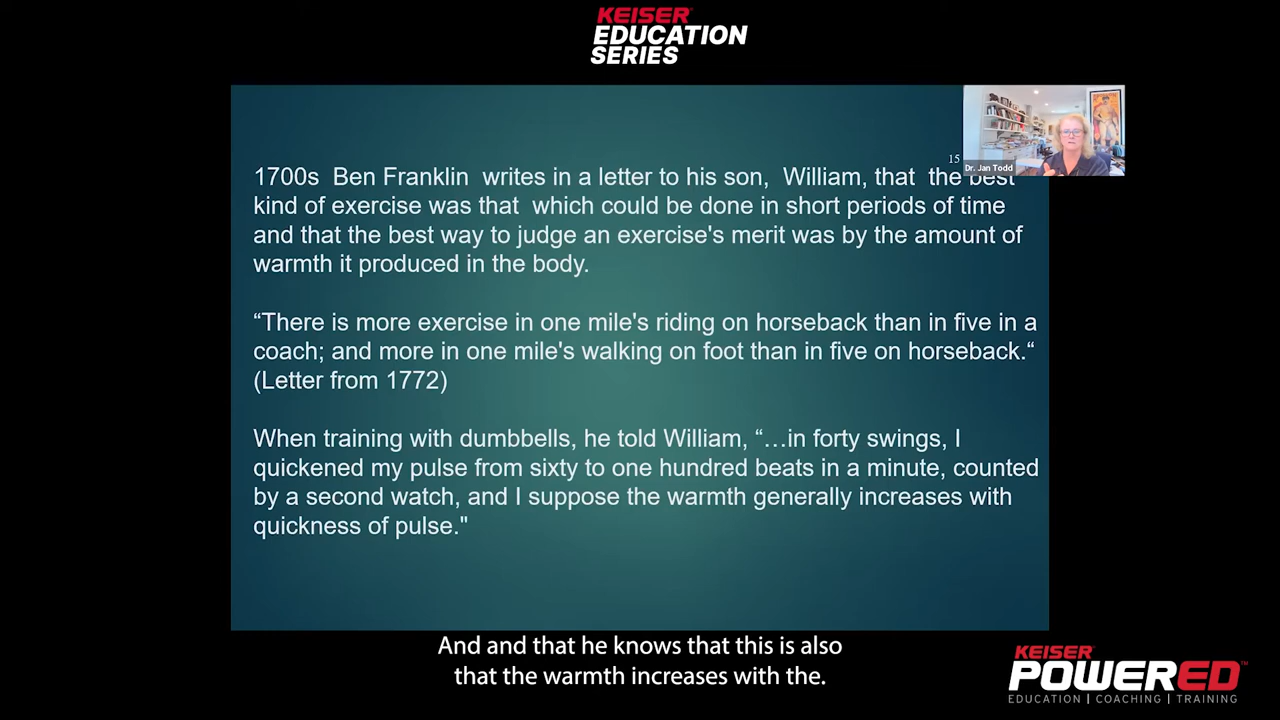 KEISER
EDUCATION
SERIES
15
Dr. Jan Todd
1700s Ben Franklin writes in a letter to his son, William, that the best
kind of exercise was that which could be done in short periods of time
and that the best way to judge an exercise's merit was by the amount of
warmth it produced in the body.
“There is more exercise in one mile's riding on horseback than in five in a
coach; and more in one mile's walking on foot than in five on horseback.“
(Letter from 1772)
When training with dumbbells, he told William, “…in forty swings, I
quickened my pulse from sixty to one hundred beats in a minute, counted
by a second watch, and I suppose the warmth generally increases with
quickness of pulse."
And and that he knows that this is also
that the warmth increases with the.
KEISER
POWERED™
EDUCATION | COACHING | TRAINING